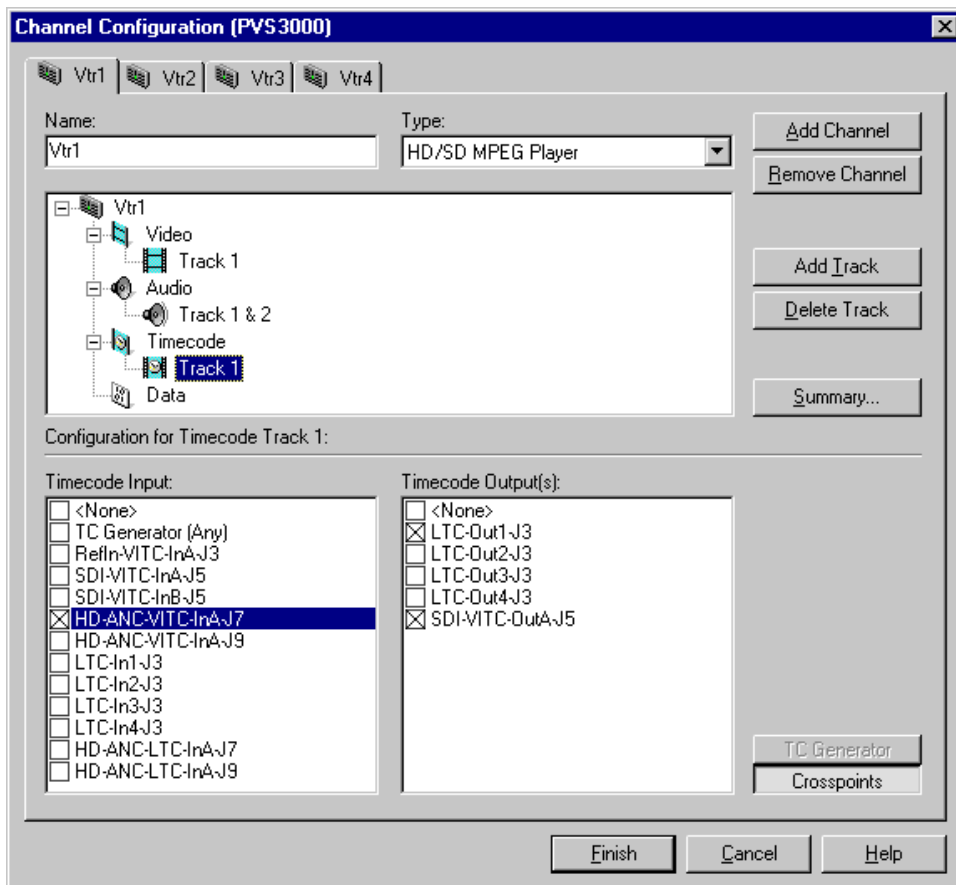 Channel Configuration (PVS3000)
Vtr1 Vtr2 Vtr3 Vtr4
Name: Type:
Vtr1 HD/SD MPEG Player
Add Channel
Remove Channel
Vtr1
Video
Track 1
Audio
Track 1 & 2
Timecode
Track 1
Data
Add Track
Delete Track
Summary...
Configuration for Timecode Track 1:
Timecode Input:
<None>
TC Generator (Any)
RefIn-VITC-InA-J3
SDI-VITC-InA-J5
SDI-VITC-InB-J5
HD-ANC-VITC-InA-J7
HD-ANC-VITC-InA-J9
LTC-In1-J3
LTC-In2-J3
LTC-In3-J3
LTC-In4-J3
HD-ANC-LTC-InA-J7
HD-ANC-LTC-InA-J9
Timecode Output(s):
<None>
LTC-Out1-J3
LTC-Out2-J3
LTC-Out3-J3
LTC-Out4-J3
SDI-VITC-OutA-J5
TC Generator
Crosspoints
Finish Cancel Help